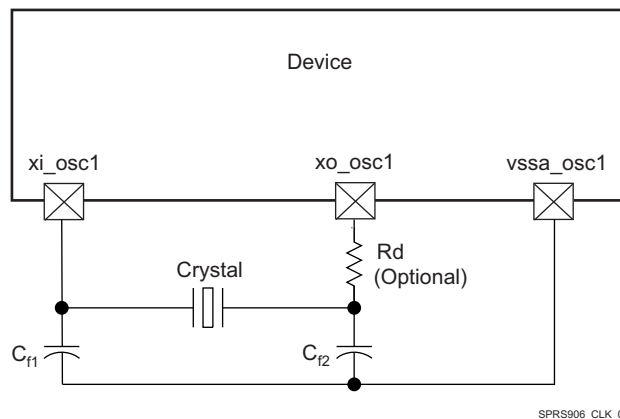 Device
xi_osc1
xo_osc1
vssa_osc1
Rd
(Optional)
Crystal
Cf1
Cf2
SPRS906_CLK_0